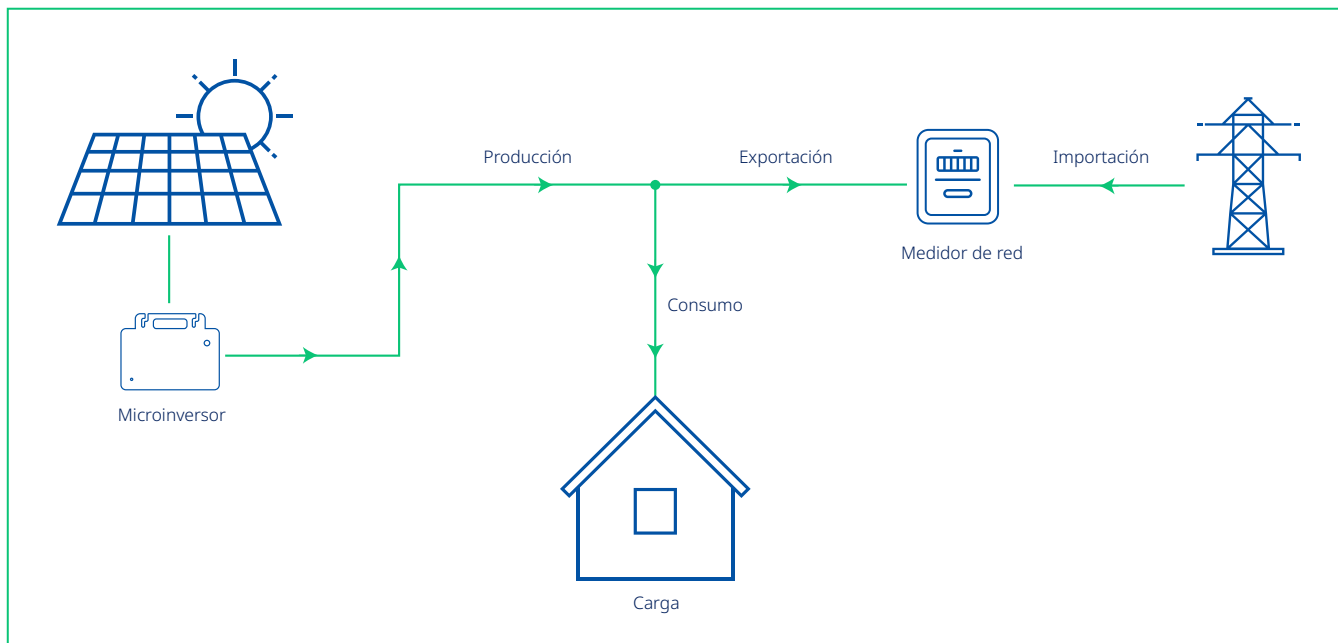 Producción
Exportación
Importación
Medidor de red
Consumo
Microinversor
Carga